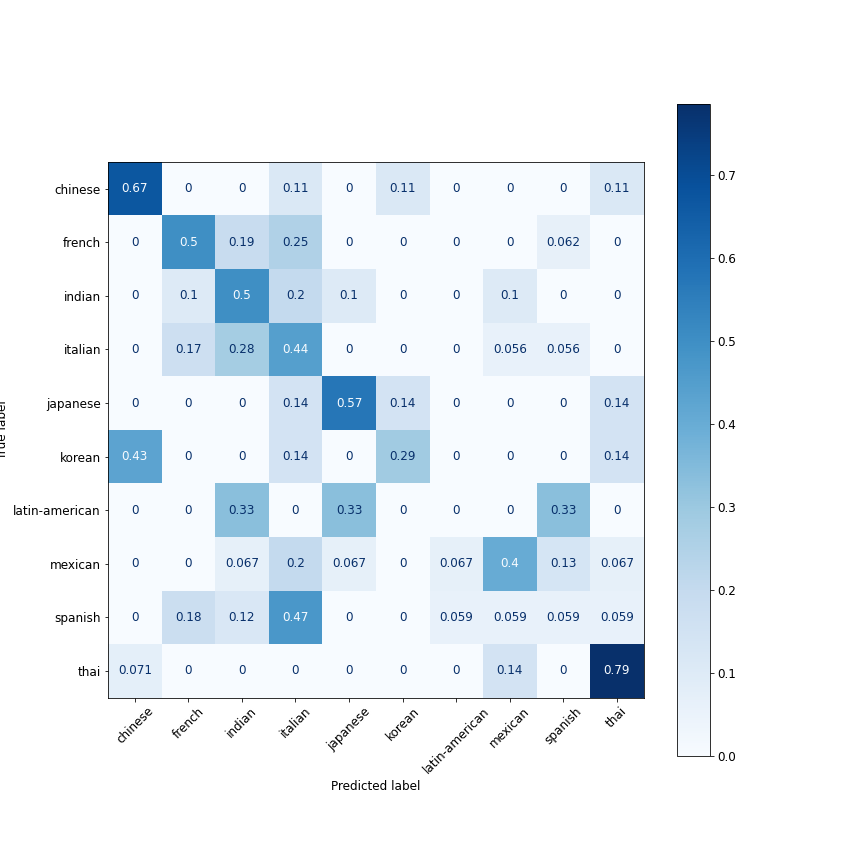 chinese 0.67 0 0 0.11 0 0.11 0 0 0 0.11
french 0 0.5 0.19 0.25 0 0 0 0 0.062 0
indian 0 0.1 0.5 0.2 0.1 0 0 0.1 0 0
italian 0 0.17 0.28 0.44 0 0 0 0.056 0.056 0
japanese 0 0 0 0.14 0.57 0.14 0 0 0 0.14
korean 0.43 0 0 0.14 0 0.29 0 0 0 0.14
latin-american 0 0 0.33 0 0.33 0 0 0 0.33 0
mexican 0 0 0.067 0.2 0.067 0 0.067 0.4 0.13 0.067
spanish 0 0.18 0.12 0.47 0 0 0.059 0.059 0.059 0.059
thai 0.071 0 0 0 0 0 0 0.14 0 0.79
chinese french indian italian japanese korean latin-american mexican spanish thai
Predicted label
0.7
0.6
0.5
0.4
0.3
0.2
0.1
0.0
label